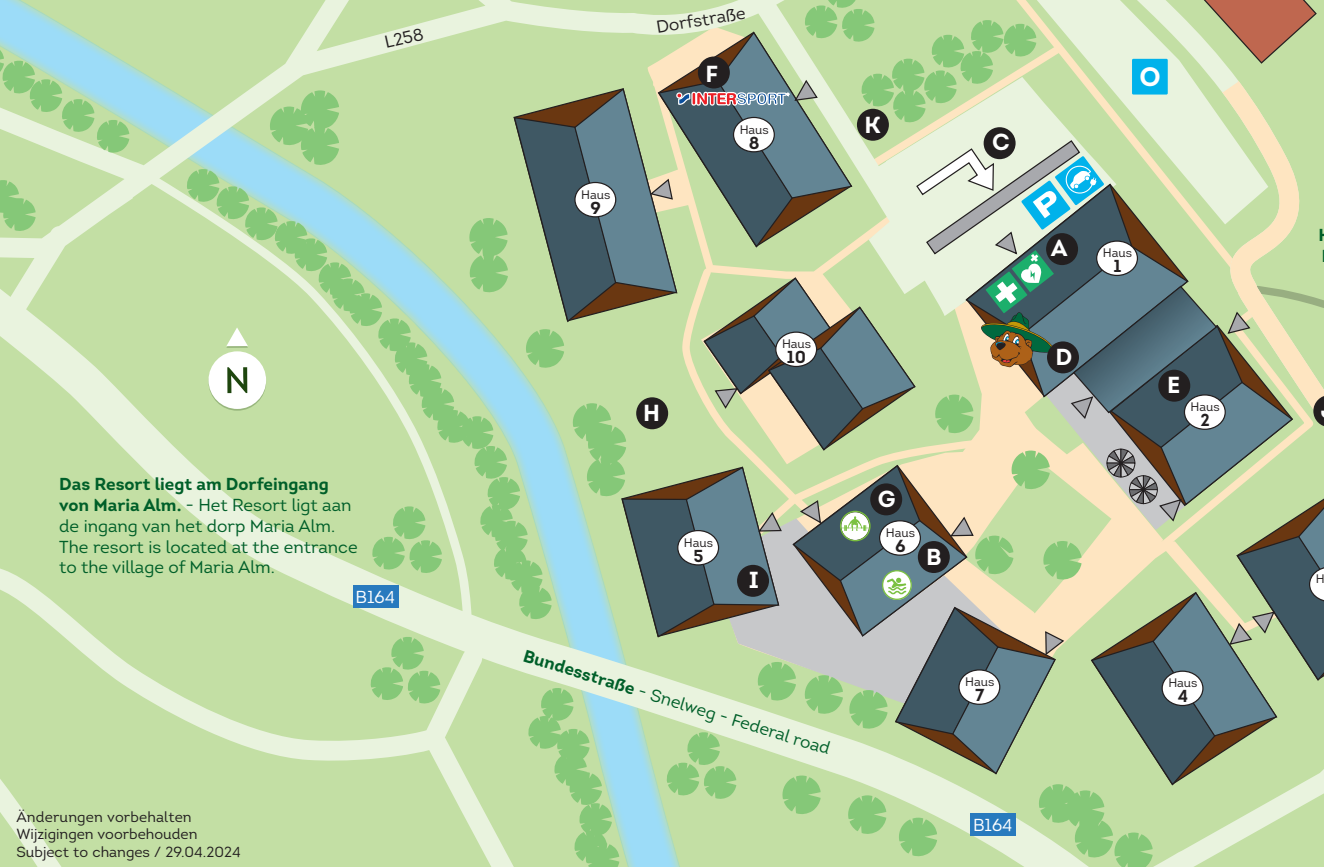 L258
Dorfstraße
F
INTERSPORT
Haus
8
K
C
O
P
Haus
9
A
Haus
1
Haus
10
D
E
Haus
2
N
H
Das Resort liegt am Dorfeingang
von Maria Alm. - Het Resort ligt aan
de ingang van het dorp Maria Alm.
The resort is located at the entrance
to the village of Maria Alm.
B164
Haus
5
I
G
Haus
6
B
Bundesstraße - Snelweg - Federal road
Haus
7
Haus
4
B164
Änderungen vorbehalten
Wijzigingen voorbehouden
Subject to changes / 29.04.2024